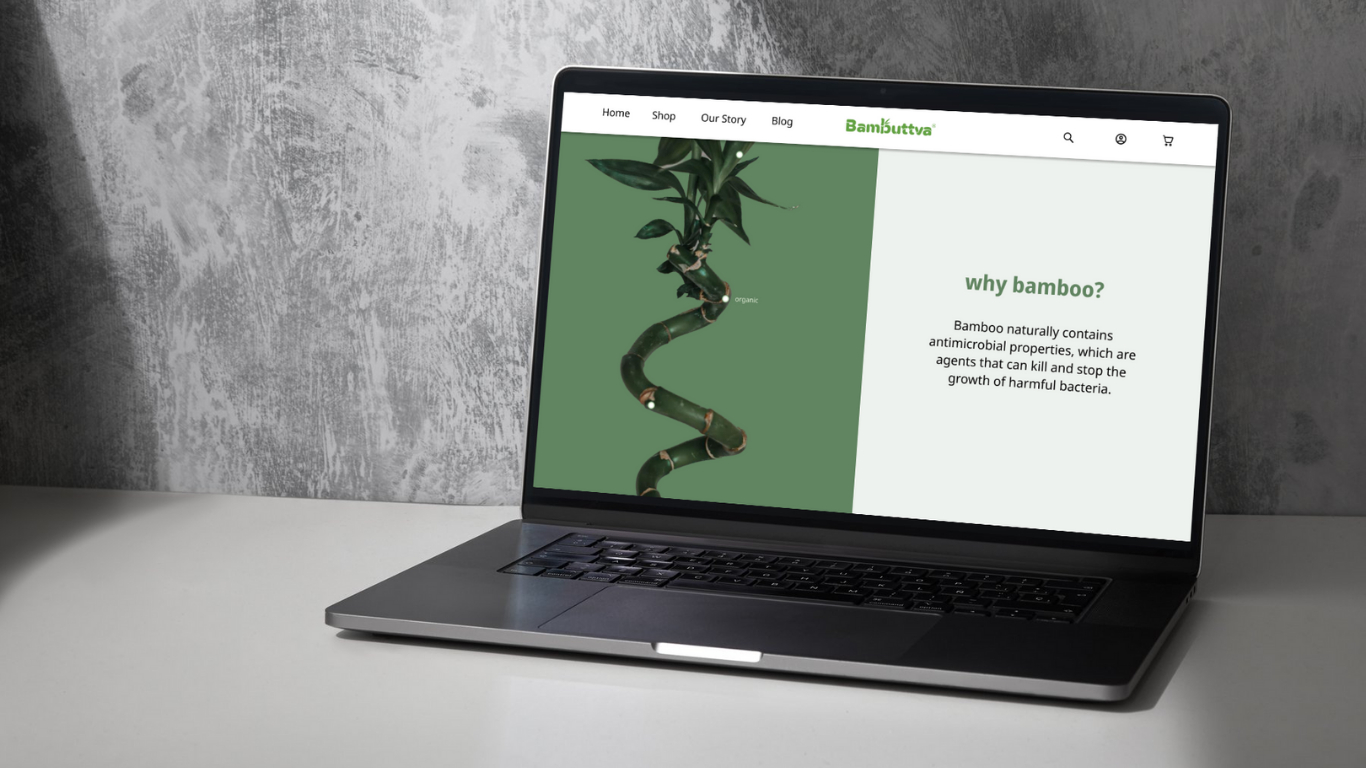 Home Shop Our Story Blog Bambuttva®
organic
why bamboo?
Bamboo naturally contains
antimicrobial properties, which are
agents that can kill and stop the
growth of harmful bacteria.